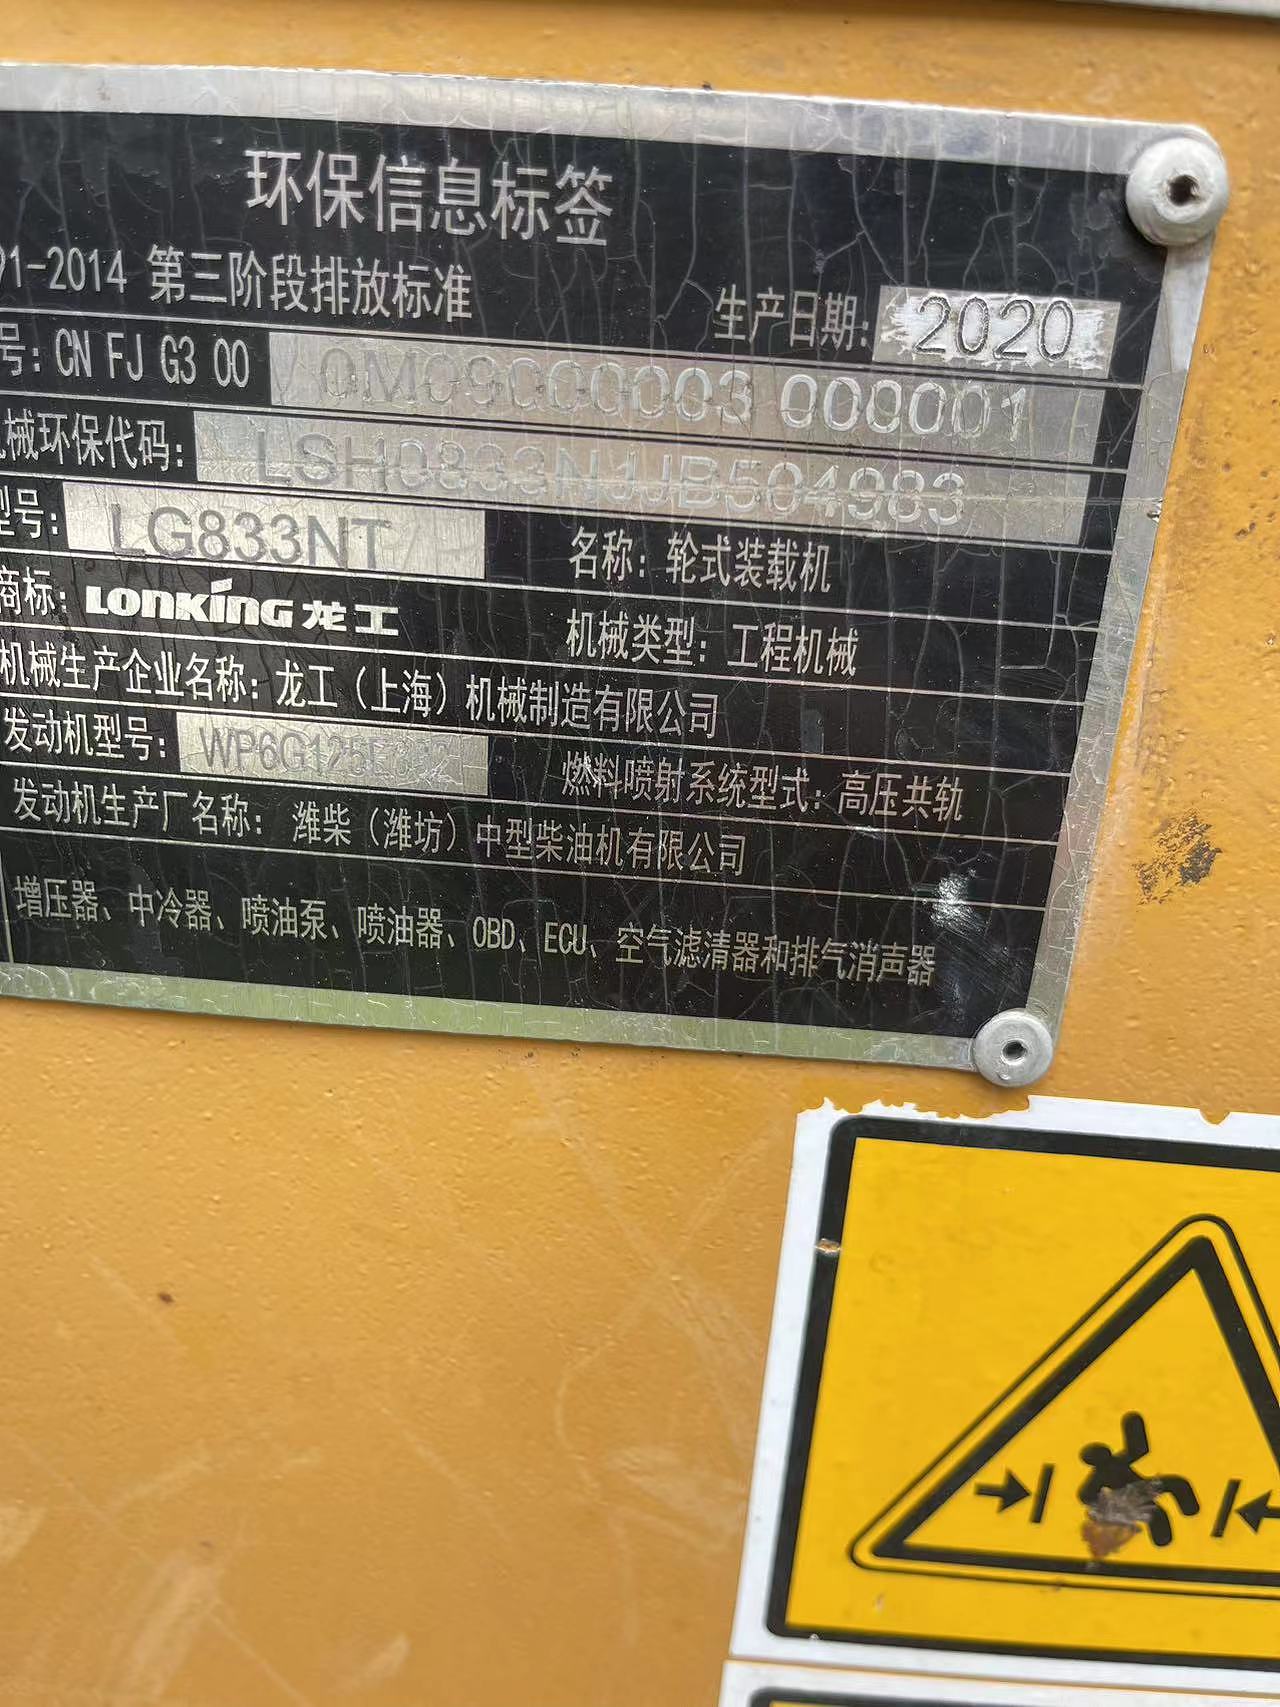 环保信息标签
91-2014 第三阶段排放标准
生产日期: 2020
号: CN FJ G3 00 0M09000003 000001
机械环保代码: LSH0833NJJB504983
型号: LG833NT 名称: 轮式装载机
商标: LONKING 龙工 机械类型: 工程机械
机械生产企业名称: 龙工（上海）机械制造有限公司
发动机型号: 燃料喷射系统型式: 高压共轨
发动机生产厂名称: 潍柴（潍坊）中型柴油机有限公司
增压器、中冷器、喷油泵、喷油器、OBD、ECU、空气滤清器和排气消声器